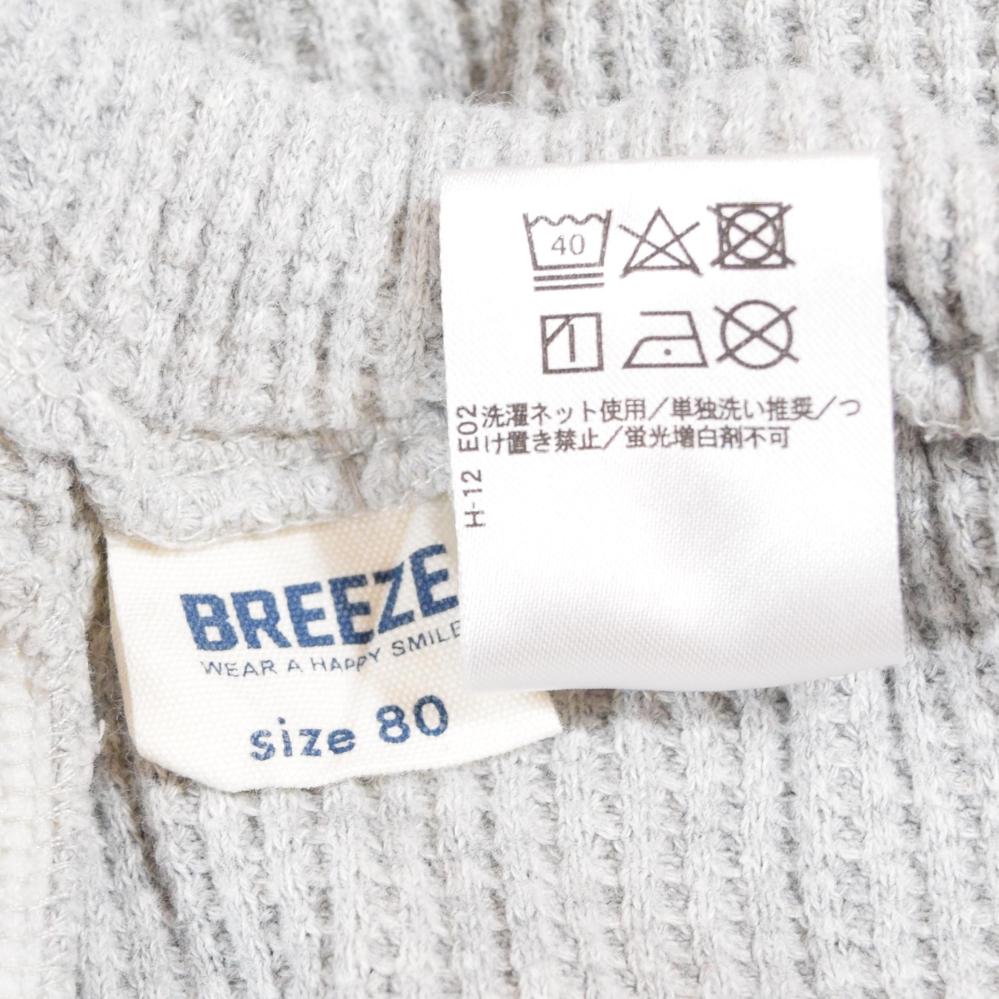 40
洗濯ネット使用／単独洗い推奨／つ
け置き禁止／蛍光増白剤不可
H-12 E02
BREEZE
WEAR A HAPPY SMILE
size 80